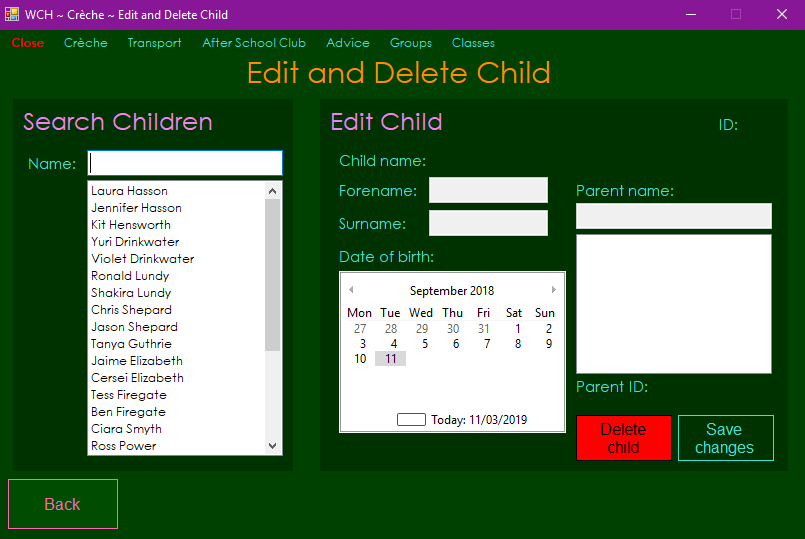 WCH ~ Crèche ~ Edit and Delete Child
Close Crèche Transport After School Club Advice Groups Classes
Edit and Delete Child
Search Children
Name:
Laura Hasson
Jennifer Hasson
Kit Hensworth
Yuri Drinkwater
Violet Drinkwater
Ronald Lundy
Shakira Lundy
Chris Shepard
Jason Shepard
Tanya Guthrie
Jaime Elizabeth
Cersei Elizabeth
Tess Firegate
Ben Firegate
Ciara Smyth
Ross Power
Edit Child
ID:
Child name:
Forename:
Surname:
Date of birth:
September 2018
Mon Tue Wed Thu Fri Sat Sun
27 28 29 30 31 1 2
3 4 5 6 7 8 9
10 11
Today: 11/03/2019
Parent name:
Parent ID:
Delete
child
Save
changes
Back